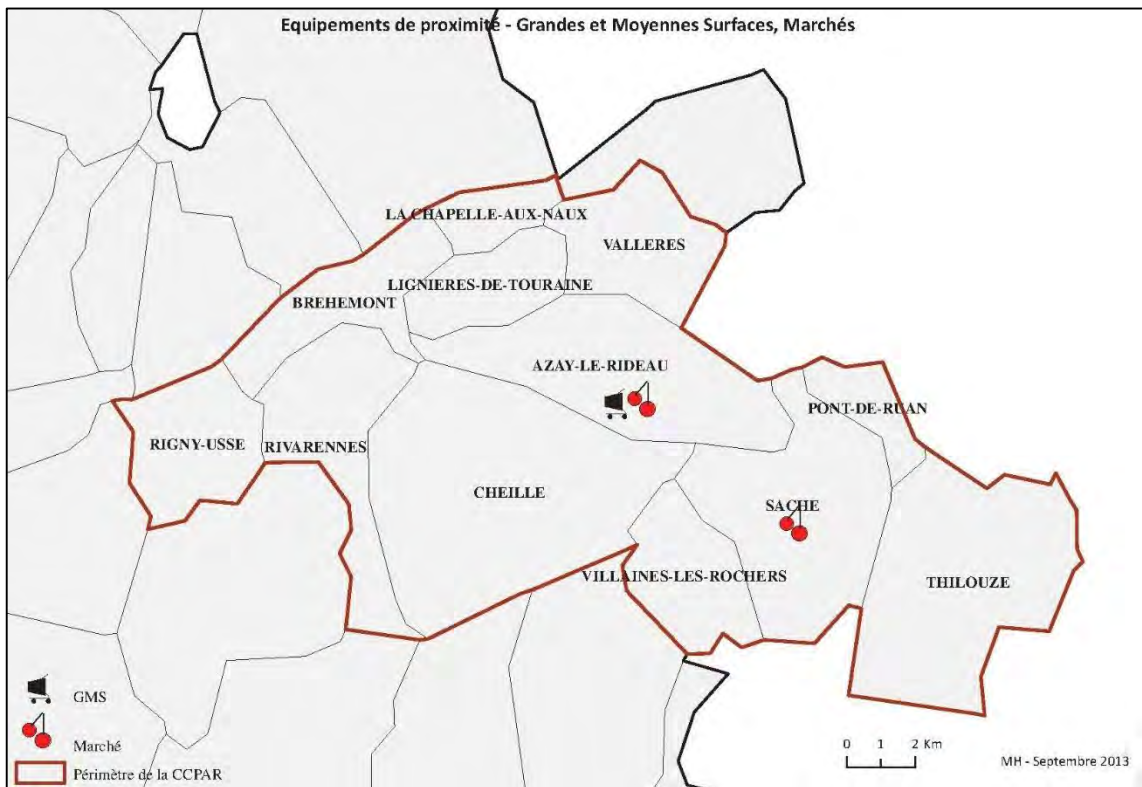 Equipements de proximité - Grandes et Moyennes Surfaces, Marchés
LA CHAPELLE-AUX-NAUX
VALLERES
LIGNIERES-DE-TOURAINE
BREHEMONT
AZAY-LE-RIDEAU
PONT-DE-RUAN
RIGNY-USSE
RIVARENNES
CHEILLE
SACHE
VILLAINES-LES-ROCHERS
THILOUZE
GMS
Marché
Périmètre de la CCPAR
0 1 2 Km
MH - Septembre 2013